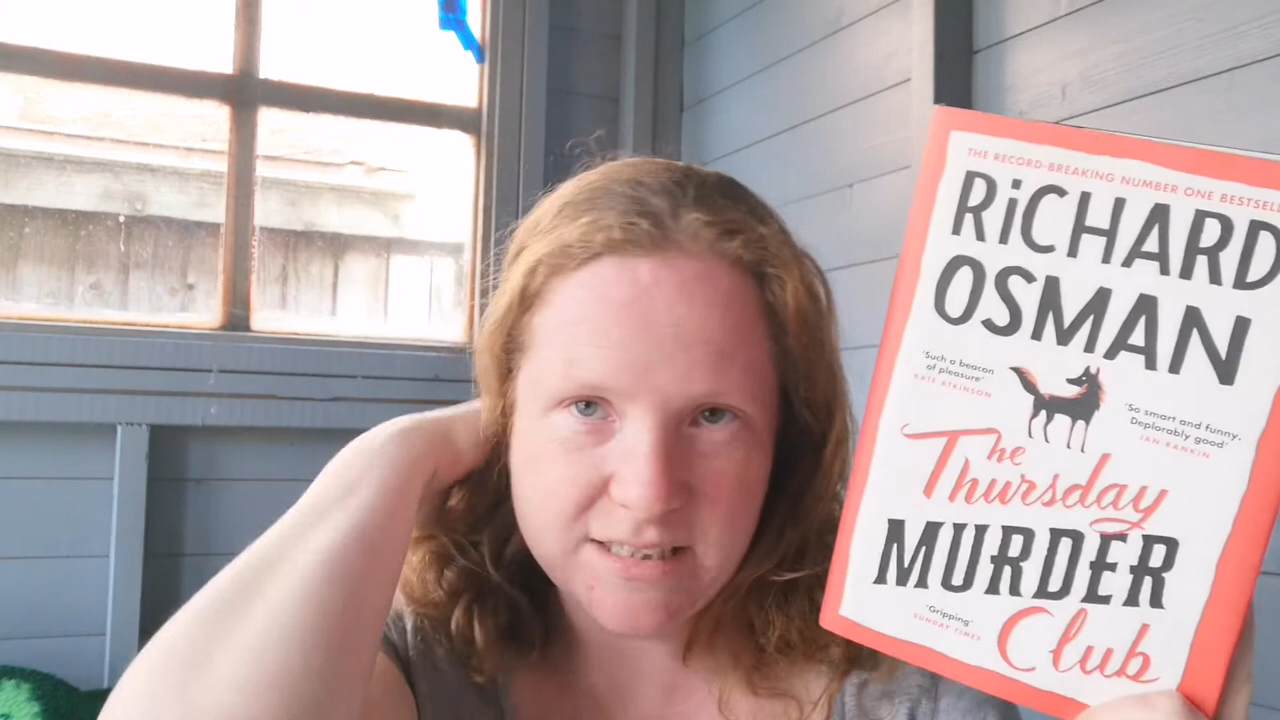 THE RECORD-BREAKING NUMBER ONE
RiCHARD
OSMAN
'Such a beacon
of pleasure'
KATE ATKINSON
'So smart and funny.
Deplorably good'
IAN RANKIN
The
Thursday
MURDER
Club
'Gripping'
SUNDAY TIMES